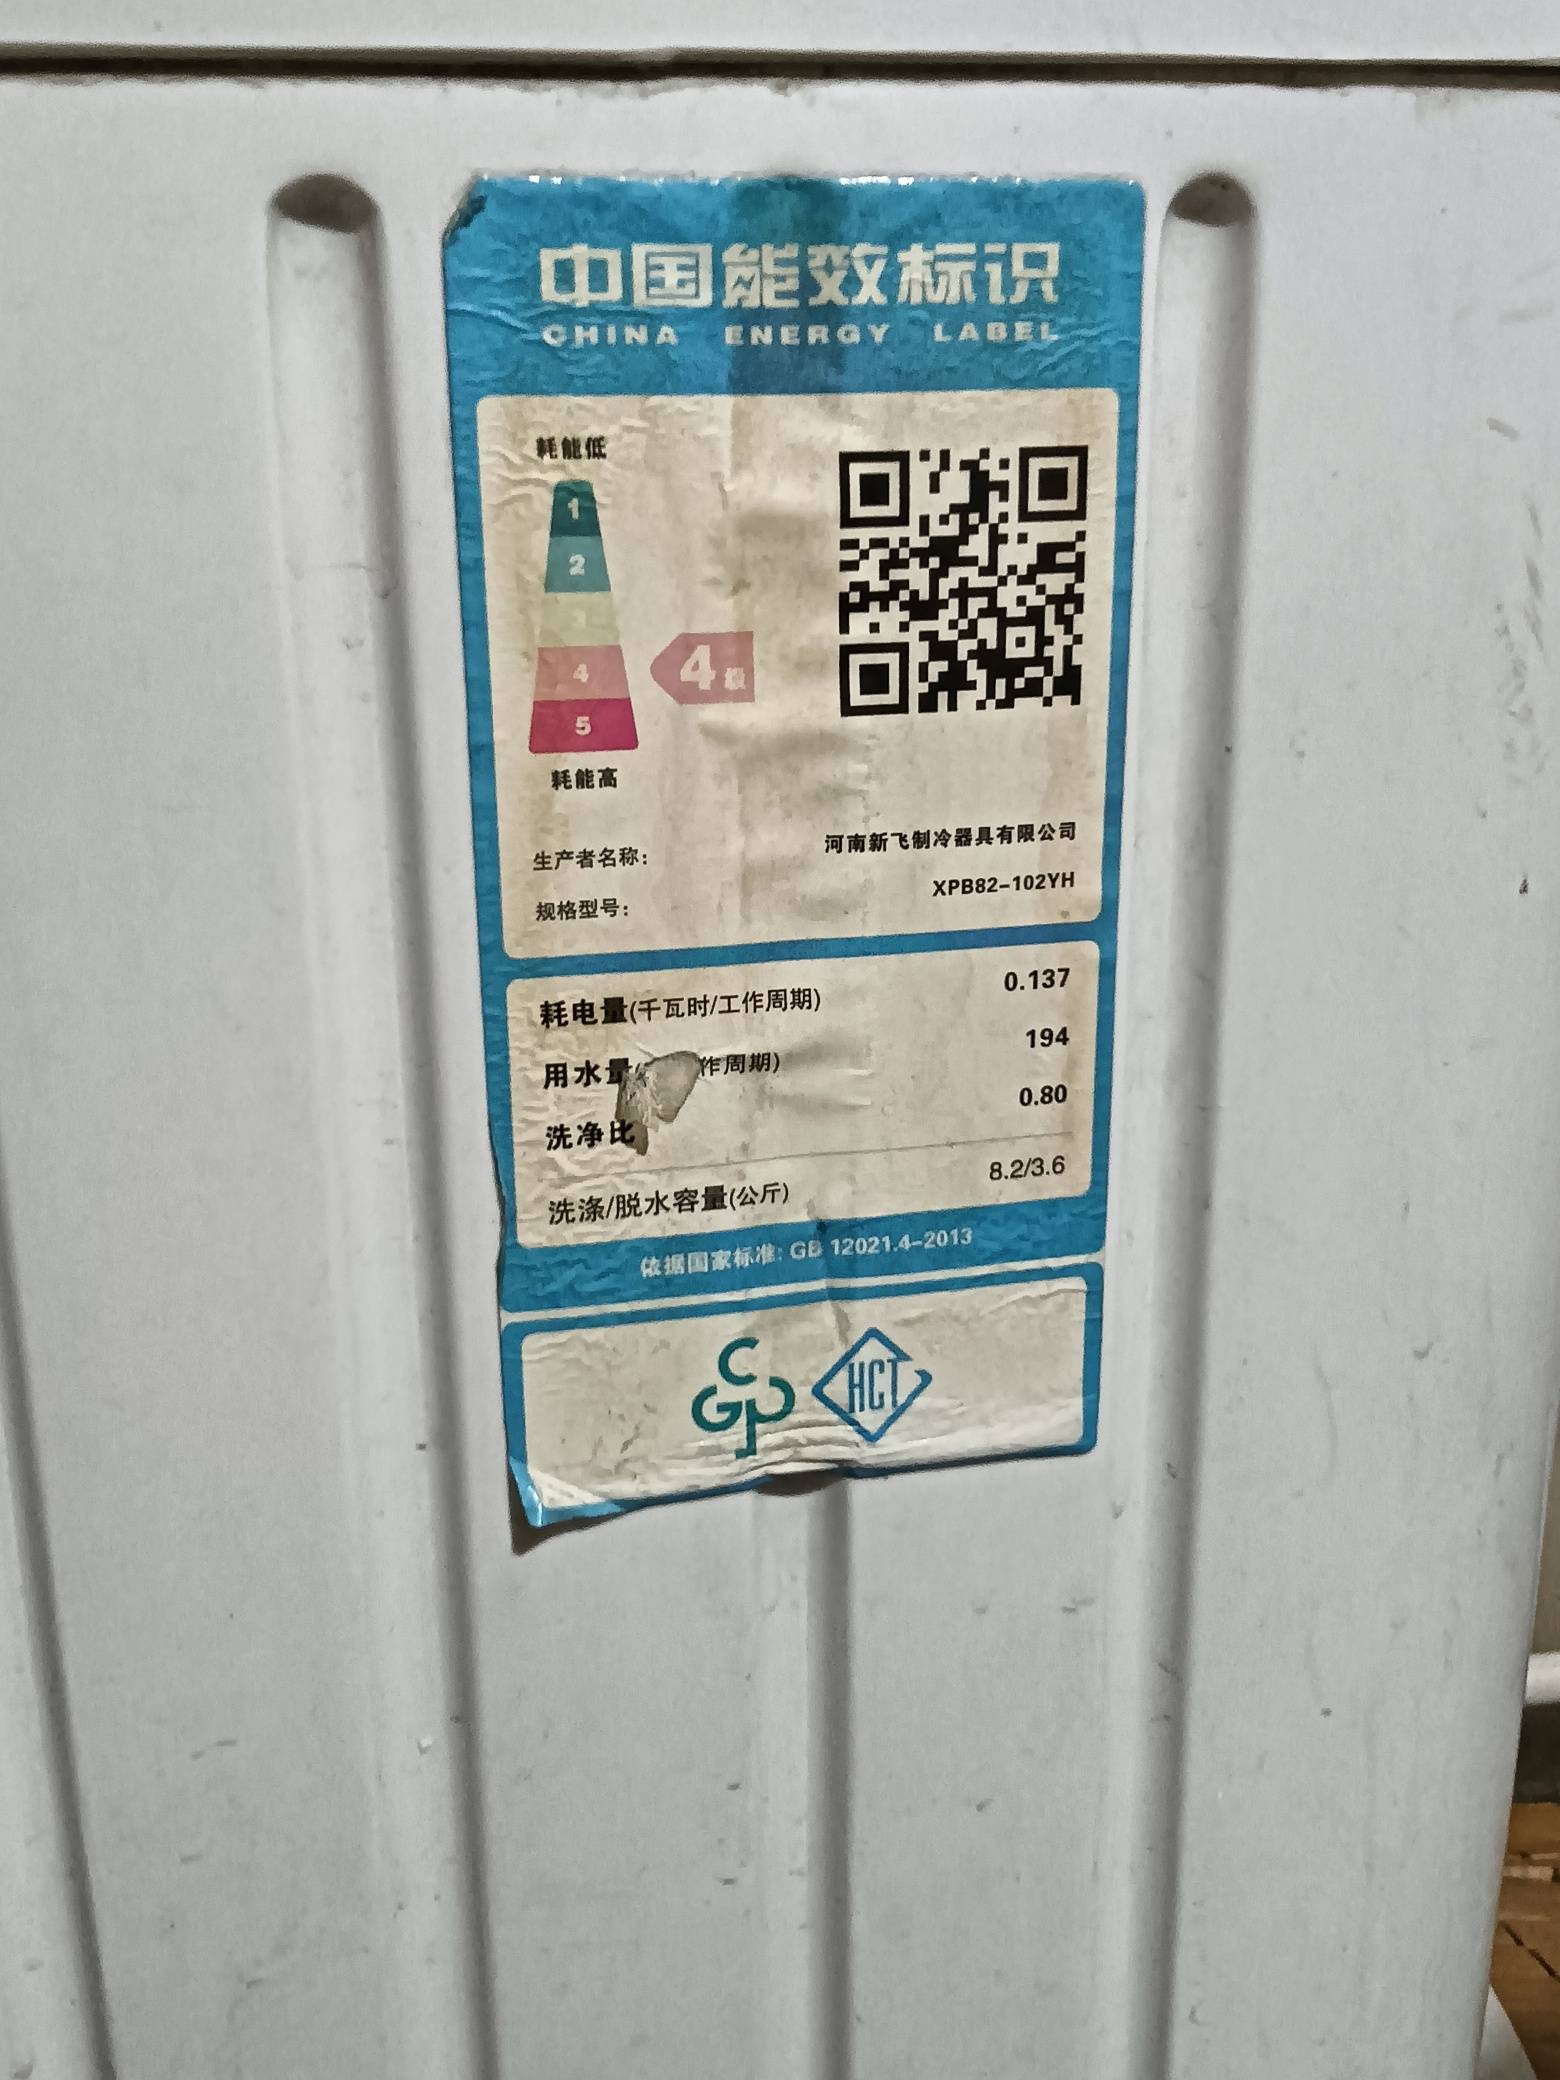 中国能效标识
CHINA ENERGY LABEL
耗能低
1
2
3
4
4级
5
耗能高
生产者名称: 河南新飞制冷器具有限公司
规格型号: XPB82-102YH
耗电量(千瓦时/工作周期) 0.137
用水量( 作周期) 194
洗净比 0.80
洗涤/脱水容量(公斤) 8.2/3.6
依据国家标准: GB 12021.4-2013
CGP
HCT